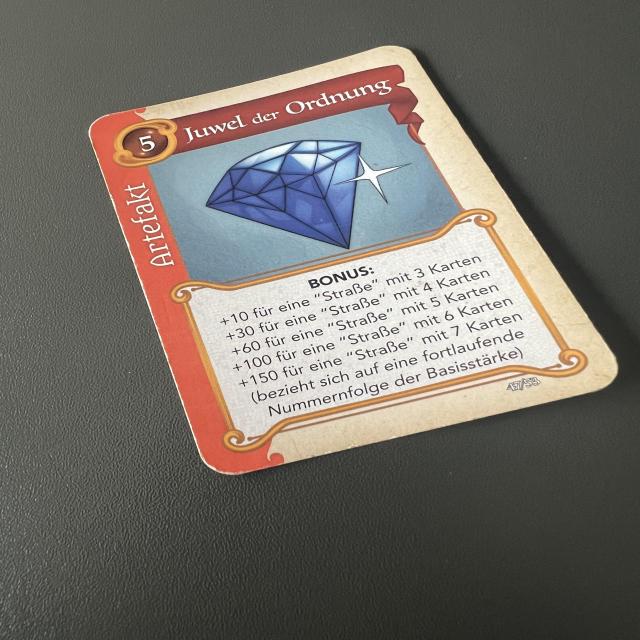 5
Juwel der Ordnung
Artefakt
BONUS:
+10 für eine "Straße" mit 3 Karten
+30 für eine "Straße" mit 4 Karten
+60 für eine "Straße" mit 5 Karten
+100 für eine "Straße" mit 6 Karten
+150 für eine "Straße" mit 7 Karten
(bezieht sich auf eine fortlaufende
Nummernfolge der Basisstärke)
47/53